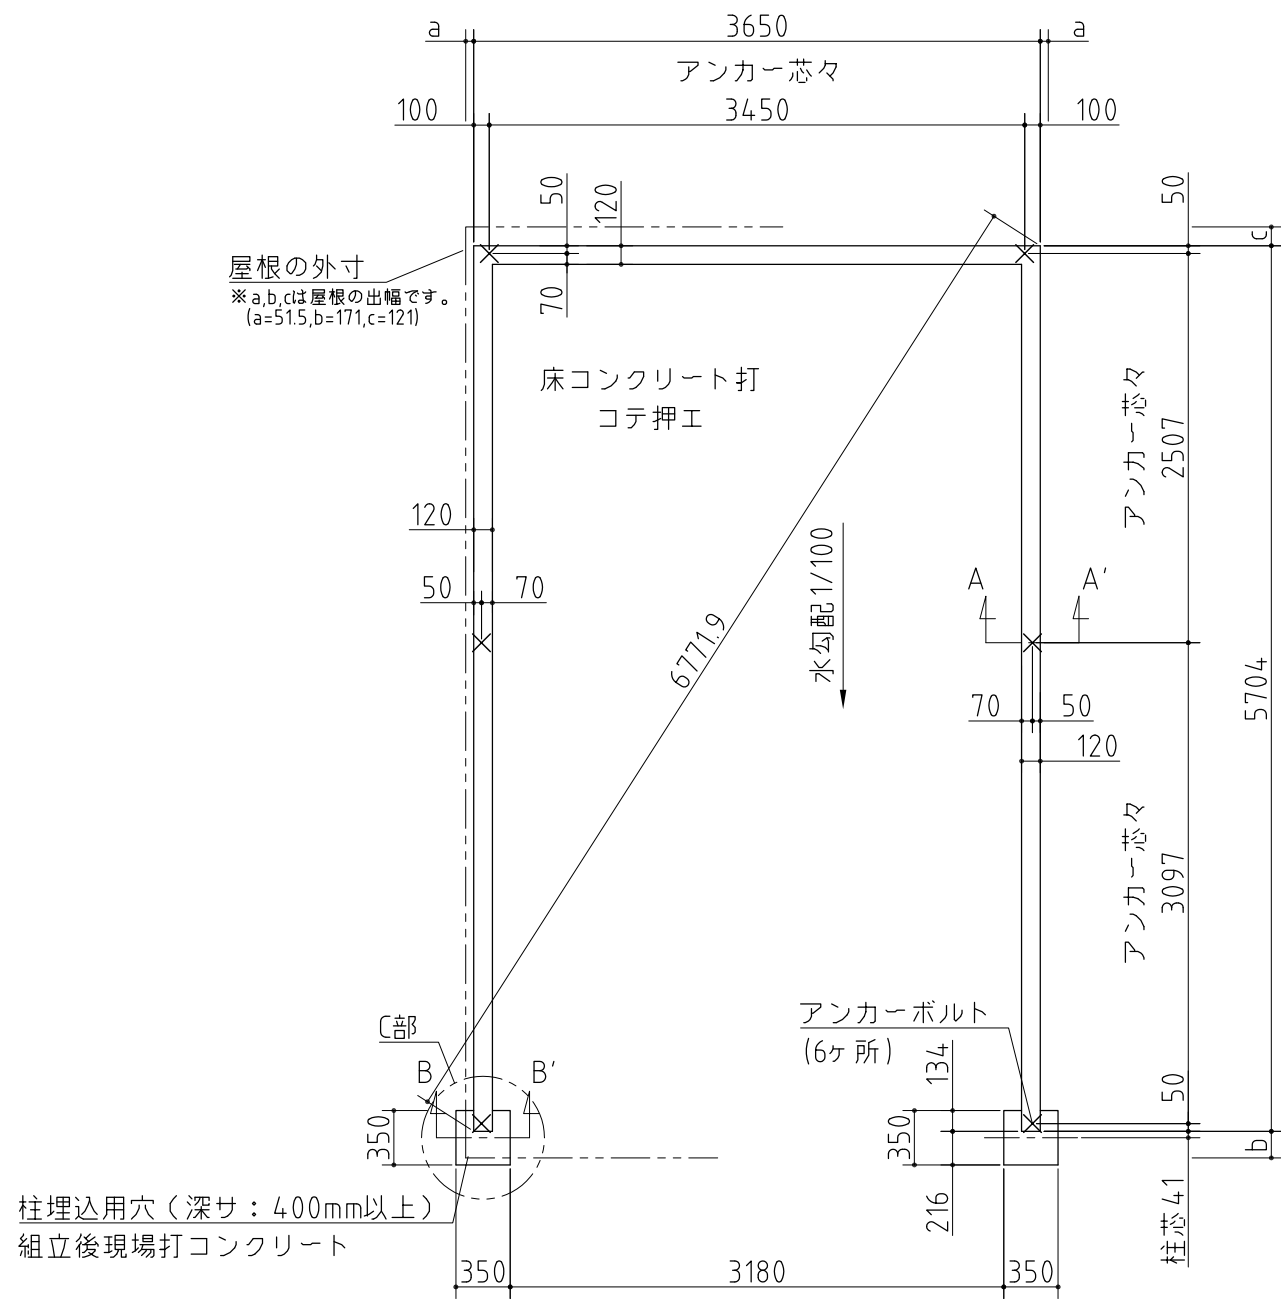 a
3650
a
アンカー芯々
100
3450
100
50
120
50
c
屋根の外寸
※a,b,cは屋根の出幅です。
(a=51.5,b=171,c=121)
70
床コンクリート打
コテ押エ
アンカー芯々
2507
120
50
70
水勾配 1/100
A
A'
6771.9
5704
70
50
120
アンカー芯々
3097
C部
アンカーボルト
(6ヶ所)
B
B'
134
50
350
350
b
216
柱芯 41
柱埋込用穴(深サ:400mm以上)
組立後現場打コンクリート
350
3180
350